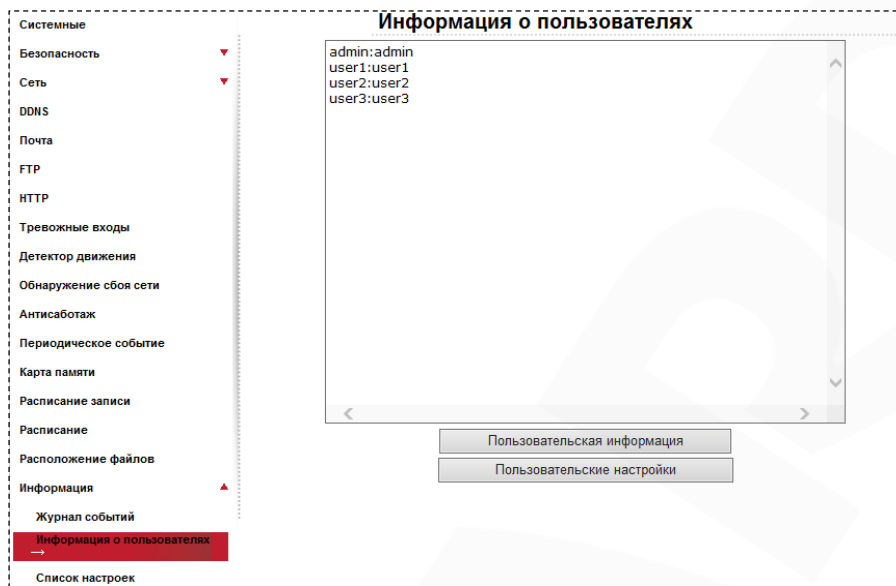 Системные
Безопасность
Сеть
DDNS
Почта
FTP
HTTP
Тревожные входы
Детектор движения
Обнаружение сбоя сети
Антисаботаж
Периодическое событие
Карта памяти
Расписание записи
Расписание
Расположение файлов
Информация
Журнал событий
Информация о пользователях
Список настроек
Информация о пользователях
admin:admin
user1:user1
user2:user2
user3:user3
Пользовательская информация
Пользовательские настройки